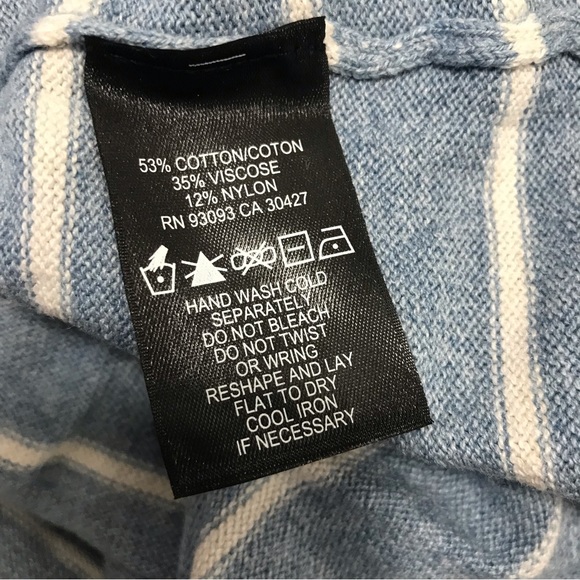 53% COTTON/COTON
35% VISCOSE
12% NYLON
RN 93093 CA 30427
HAND WASH COLD
SEPARATELY
DO NOT BLEACH
DO NOT TWIST
OR WRING
RESHAPE AND LAY
FLAT TO DRY
COOL IRON
IF NECESSARY